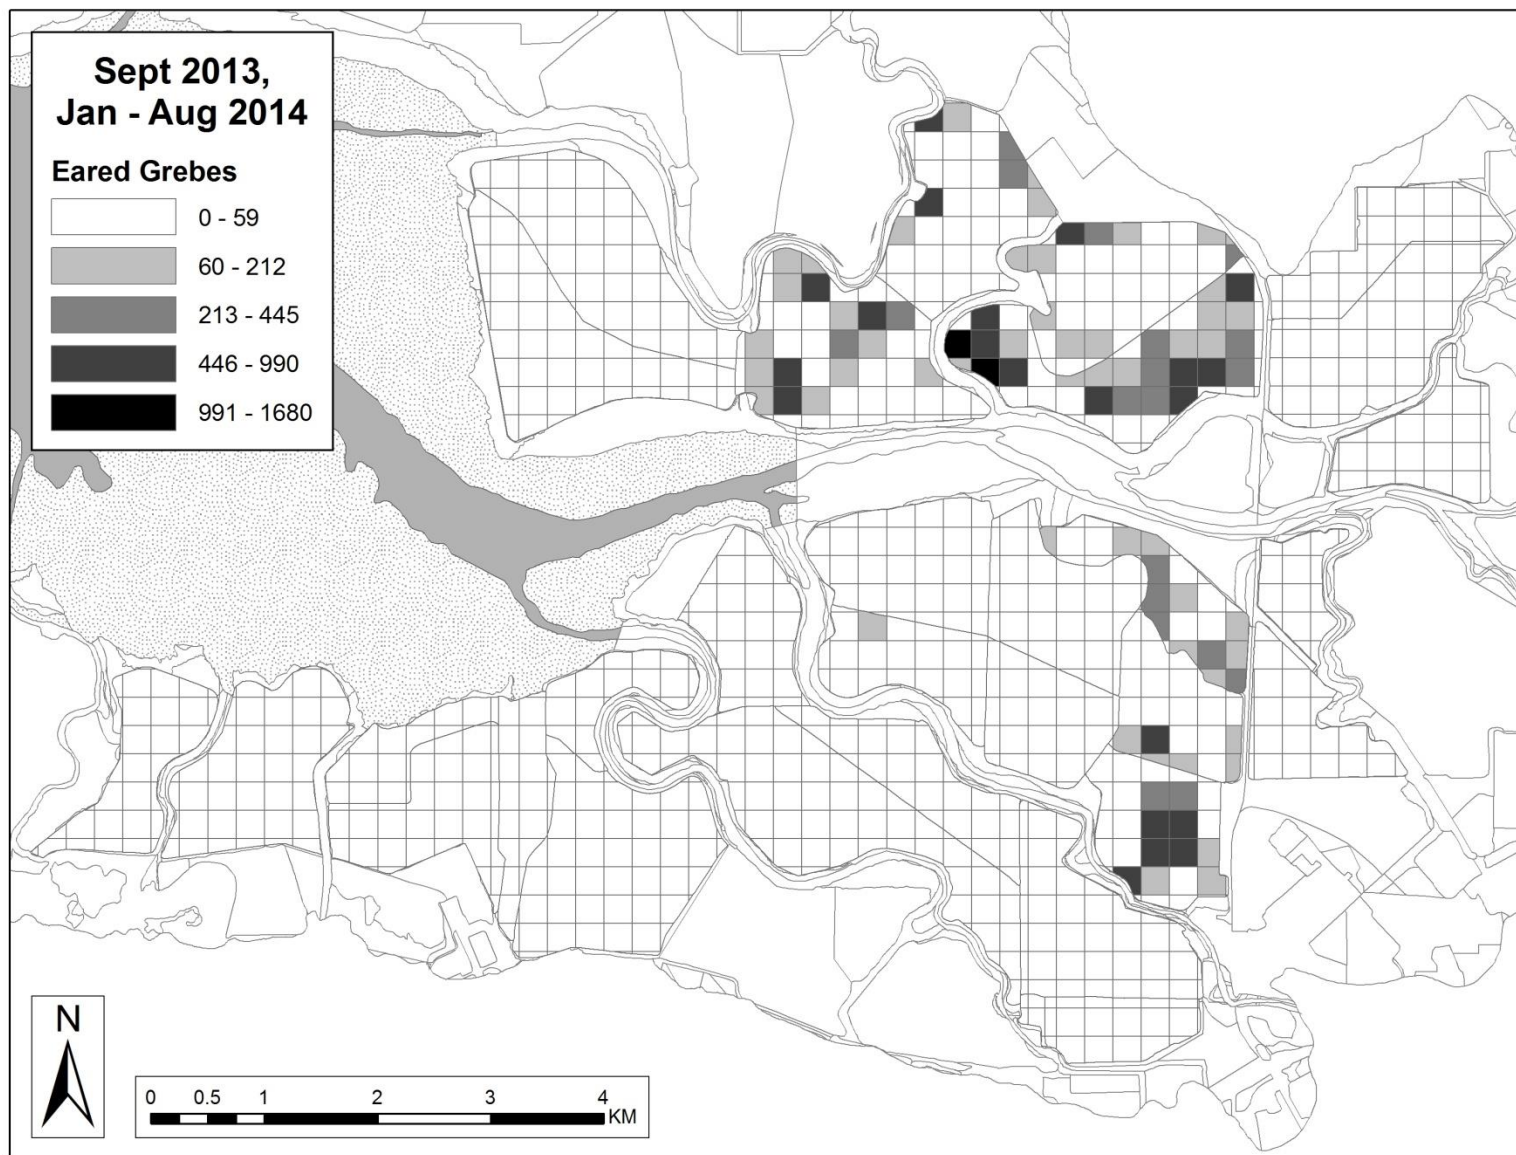 Sept 2013,
Jan - Aug 2014
Eared Grebes
0 - 59
60 - 212
213 - 445
446 - 990
991 - 1680
N
0 0.5 1 2 3 4
KM